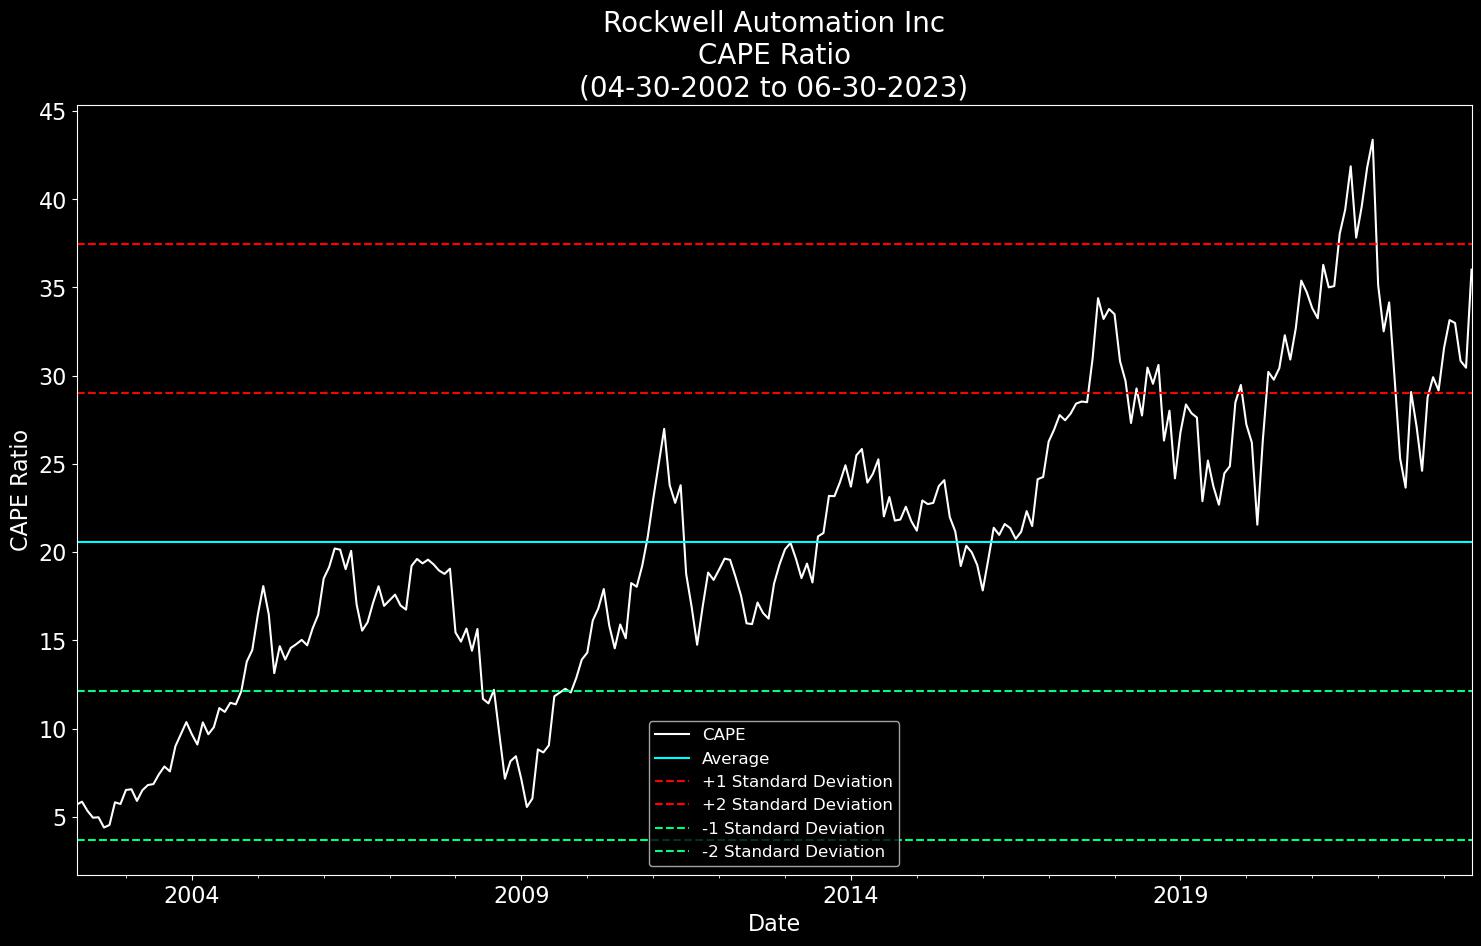 Rockwell Automation Inc
CAPE Ratio
(04-30-2002 to 06-30-2023)
45
40
35
30
25
20
15
10
5
CAPE Ratio
CAPE
Average
+1 Standard Deviation
+2 Standard Deviation
-1 Standard Deviation
-2 Standard Deviation
2004
2009
2014
2019
Date